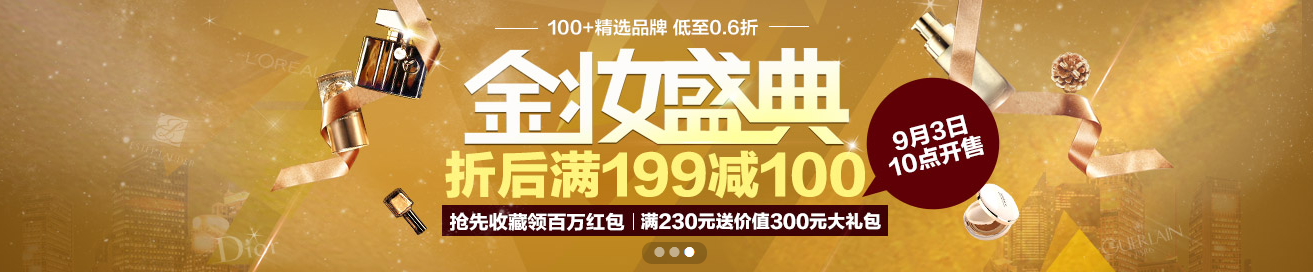 100+精选品牌 低至0.6折
金妆盛典
折后满199减100
9月3日
10点开售
抢先收藏领百万红包 | 满230元送价值300元大礼包
L'OREAL
Dior
GUERLAIN